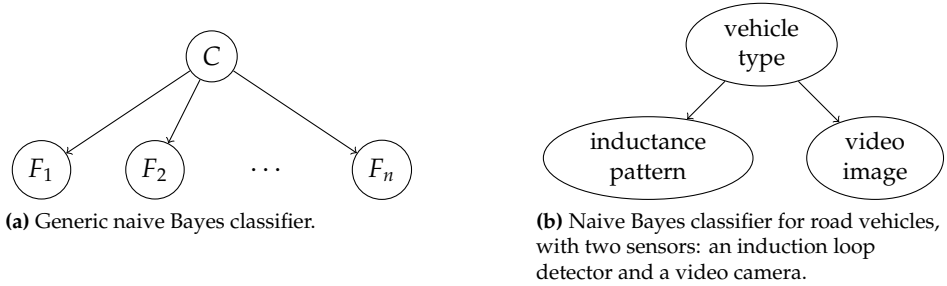 C
F1
F2
...
Fn
(a) Generic naive Bayes classifier.
vehicle
type
inductance
pattern
video
image
(b) Naive Bayes classifier for road vehicles,
with two sensors: an induction loop
detector and a video camera.